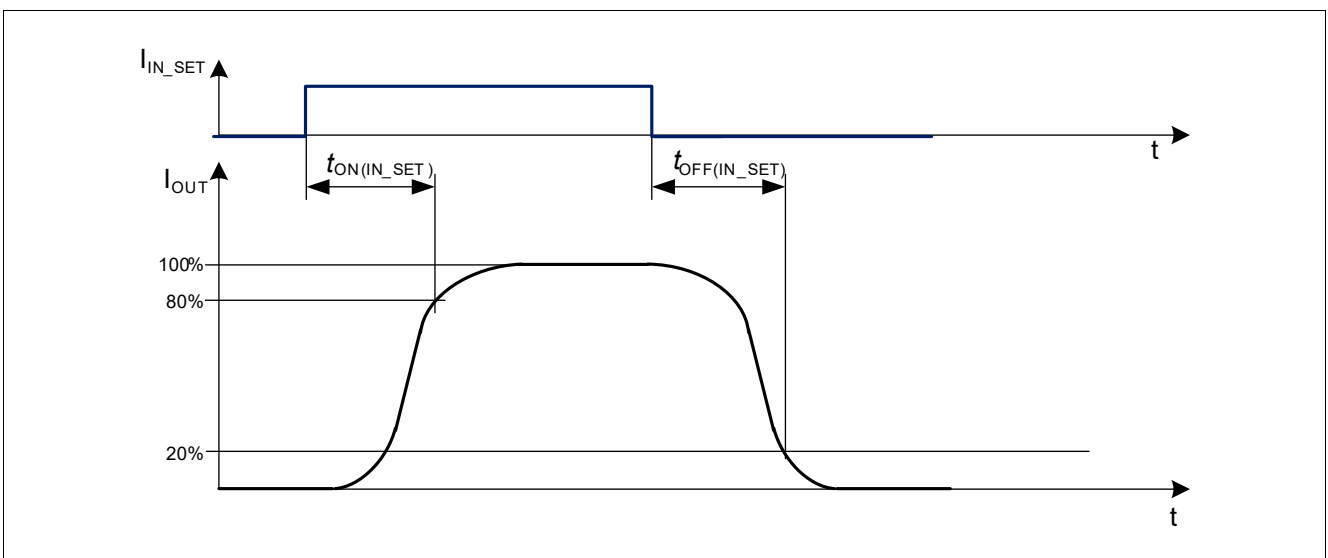 I_IN_SET
t
t_ON(IN_SET)
t_OFF(IN_SET)
I_OUT
100%
80%
20%
t